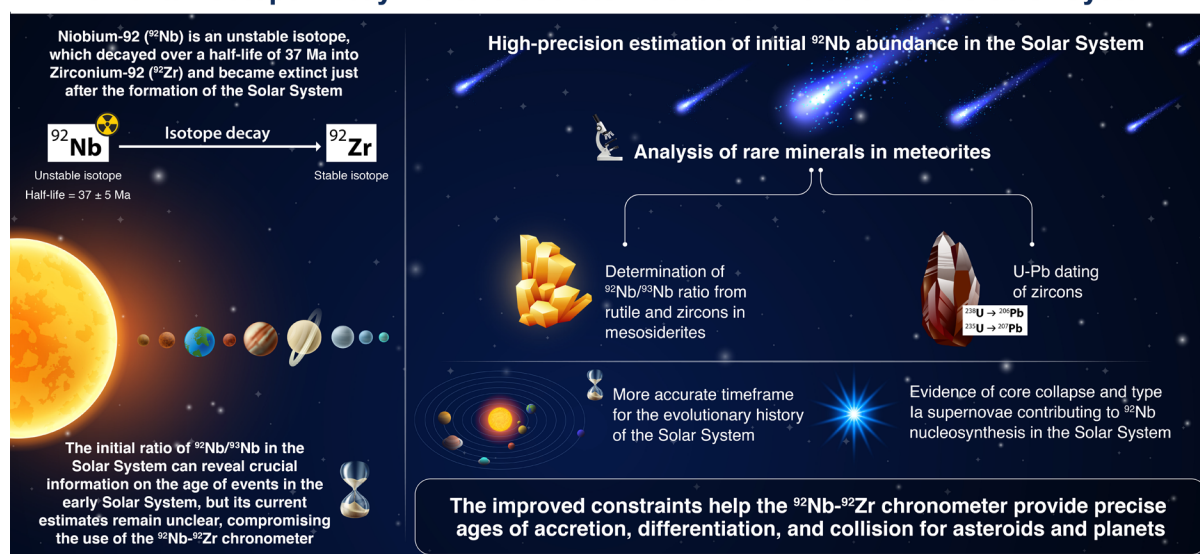 Niobium-92 (⁹²Nb) is an unstable isotope,
which decayed over a half-life of 37 Ma into
Zirconium-92 (⁹²Zr) and became extinct just
after the formation of the Solar System
⁹²Nb
Isotope decay
⁹²Zr
Unstable isotope
Stable isotope
Half-life = 37 ± 5 Ma
The initial ratio of ⁹²Nb/⁹³Nb in the
Solar System can reveal crucial
information on the age of events in the
early Solar System, but its current
estimates remain unclear, compromising
the use of the ⁹²Nb-⁹²Zr chronometer
High-precision estimation of initial ⁹²Nb abundance in the Solar System
Analysis of rare minerals in meteorites
Determination of
⁹²Nb/⁹³Nb ratio from
rutile and zircons in
mesosiderites
U-Pb dating
of zircons
²³⁸U → ²⁰⁶Pb
²³⁵U → ²⁰⁷Pb
More accurate timeframe
for the evolutionary history
of the Solar System
Evidence of core collapse and type
Ia supernovae contributing to ⁹²Nb
nucleosynthesis in the Solar System
The improved constraints help the ⁹²Nb-⁹²Zr chronometer provide precise
ages of accretion, differentiation, and collision for asteroids and planets